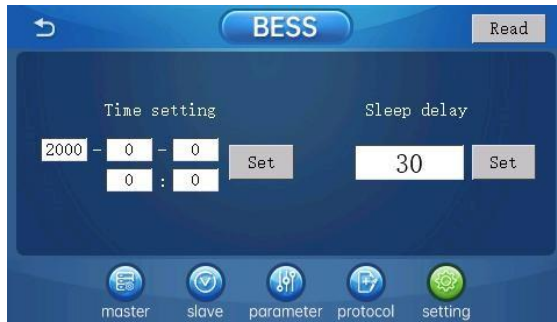 BESS
Read
Time setting
Sleep delay
2000 - 0 - 0
0 : 0
Set
30
Set
master
slave
parameter
protocol
setting